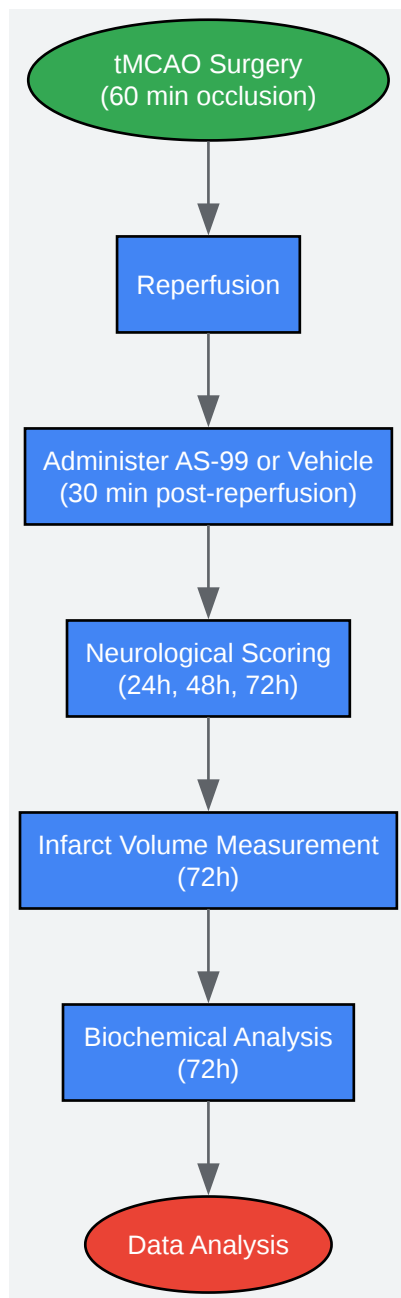 tMCAO Surgery
(60 min occlusion)
Reperfusion
Administer AS-99 or Vehicle
(30 min post-reperfusion)
Neurological Scoring
(24h, 48h, 72h)
Infarct Volume Measurement
(72h)
Biochemical Analysis
(72h)
Data Analysis